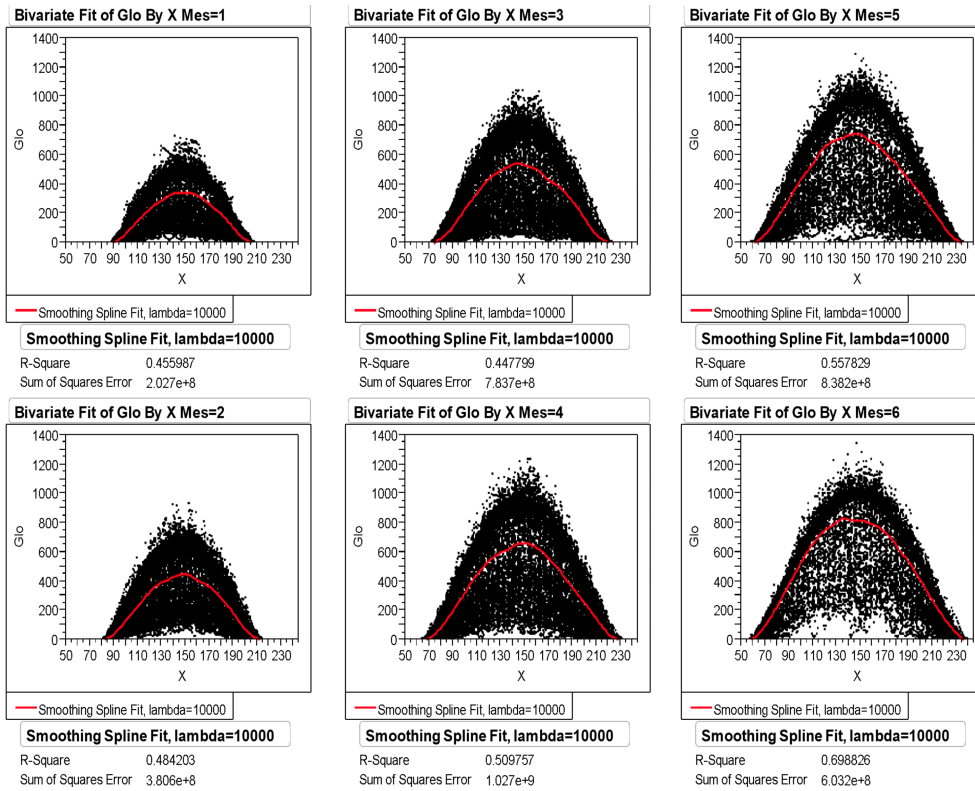 Bivariate Fit of Glo By X Mes=1
1400
1200
1000
800
600
400
200
0
Glo
50 70 90 110 130 150 170 190 210 230
X
Smoothing Spline Fit, lambda=10000
Smoothing Spline Fit, lambda=10000
R-Square 0.455987
Sum of Squares Error 2.027e+8
Bivariate Fit of Glo By X Mes=3
1400
1200
1000
800
600
400
200
0
Glo
50 70 90 110 130 150 170 190 210 230
X
Smoothing Spline Fit, lambda=10000
Smoothing Spline Fit, lambda=10000
R-Square 0.447799
Sum of Squares Error 7.837e+8
Bivariate Fit of Glo By X Mes=5
1400
1200
1000
800
600
400
200
0
Glo
50 70 90 110 130 150 170 190 210 230
X
Smoothing Spline Fit, lambda=10000
Smoothing Spline Fit, lambda=10000
R-Square 0.557829
Sum of Squares Error 8.382e+8
Bivariate Fit of Glo By X Mes=2
1400
1200
1000
800
600
400
200
0
Glo
50 70 90 110 130 150 170 190 210 230
X
Smoothing Spline Fit, lambda=10000
Smoothing Spline Fit, lambda=10000
R-Square 0.484203
Sum of Squares Error 3.806e+8
Bivariate Fit of Glo By X Mes=4
1400
1200
1000
800
600
400
200
0
Glo
50 70 90 110 130 150 170 190 210 230
X
Smoothing Spline Fit, lambda=10000
Smoothing Spline Fit, lambda=10000
R-Square 0.509757
Sum of Squares Error 1.027e+9
Bivariate Fit of Glo By X Mes=6
1400
1200
1000
800
600
400
200
0
Glo
50 70 90 110 130 150 170 190 210 230
X
Smoothing Spline Fit, lambda=10000
Smoothing Spline Fit, lambda=10000
R-Square 0.698826
Sum of Squares Error 6.032e+8